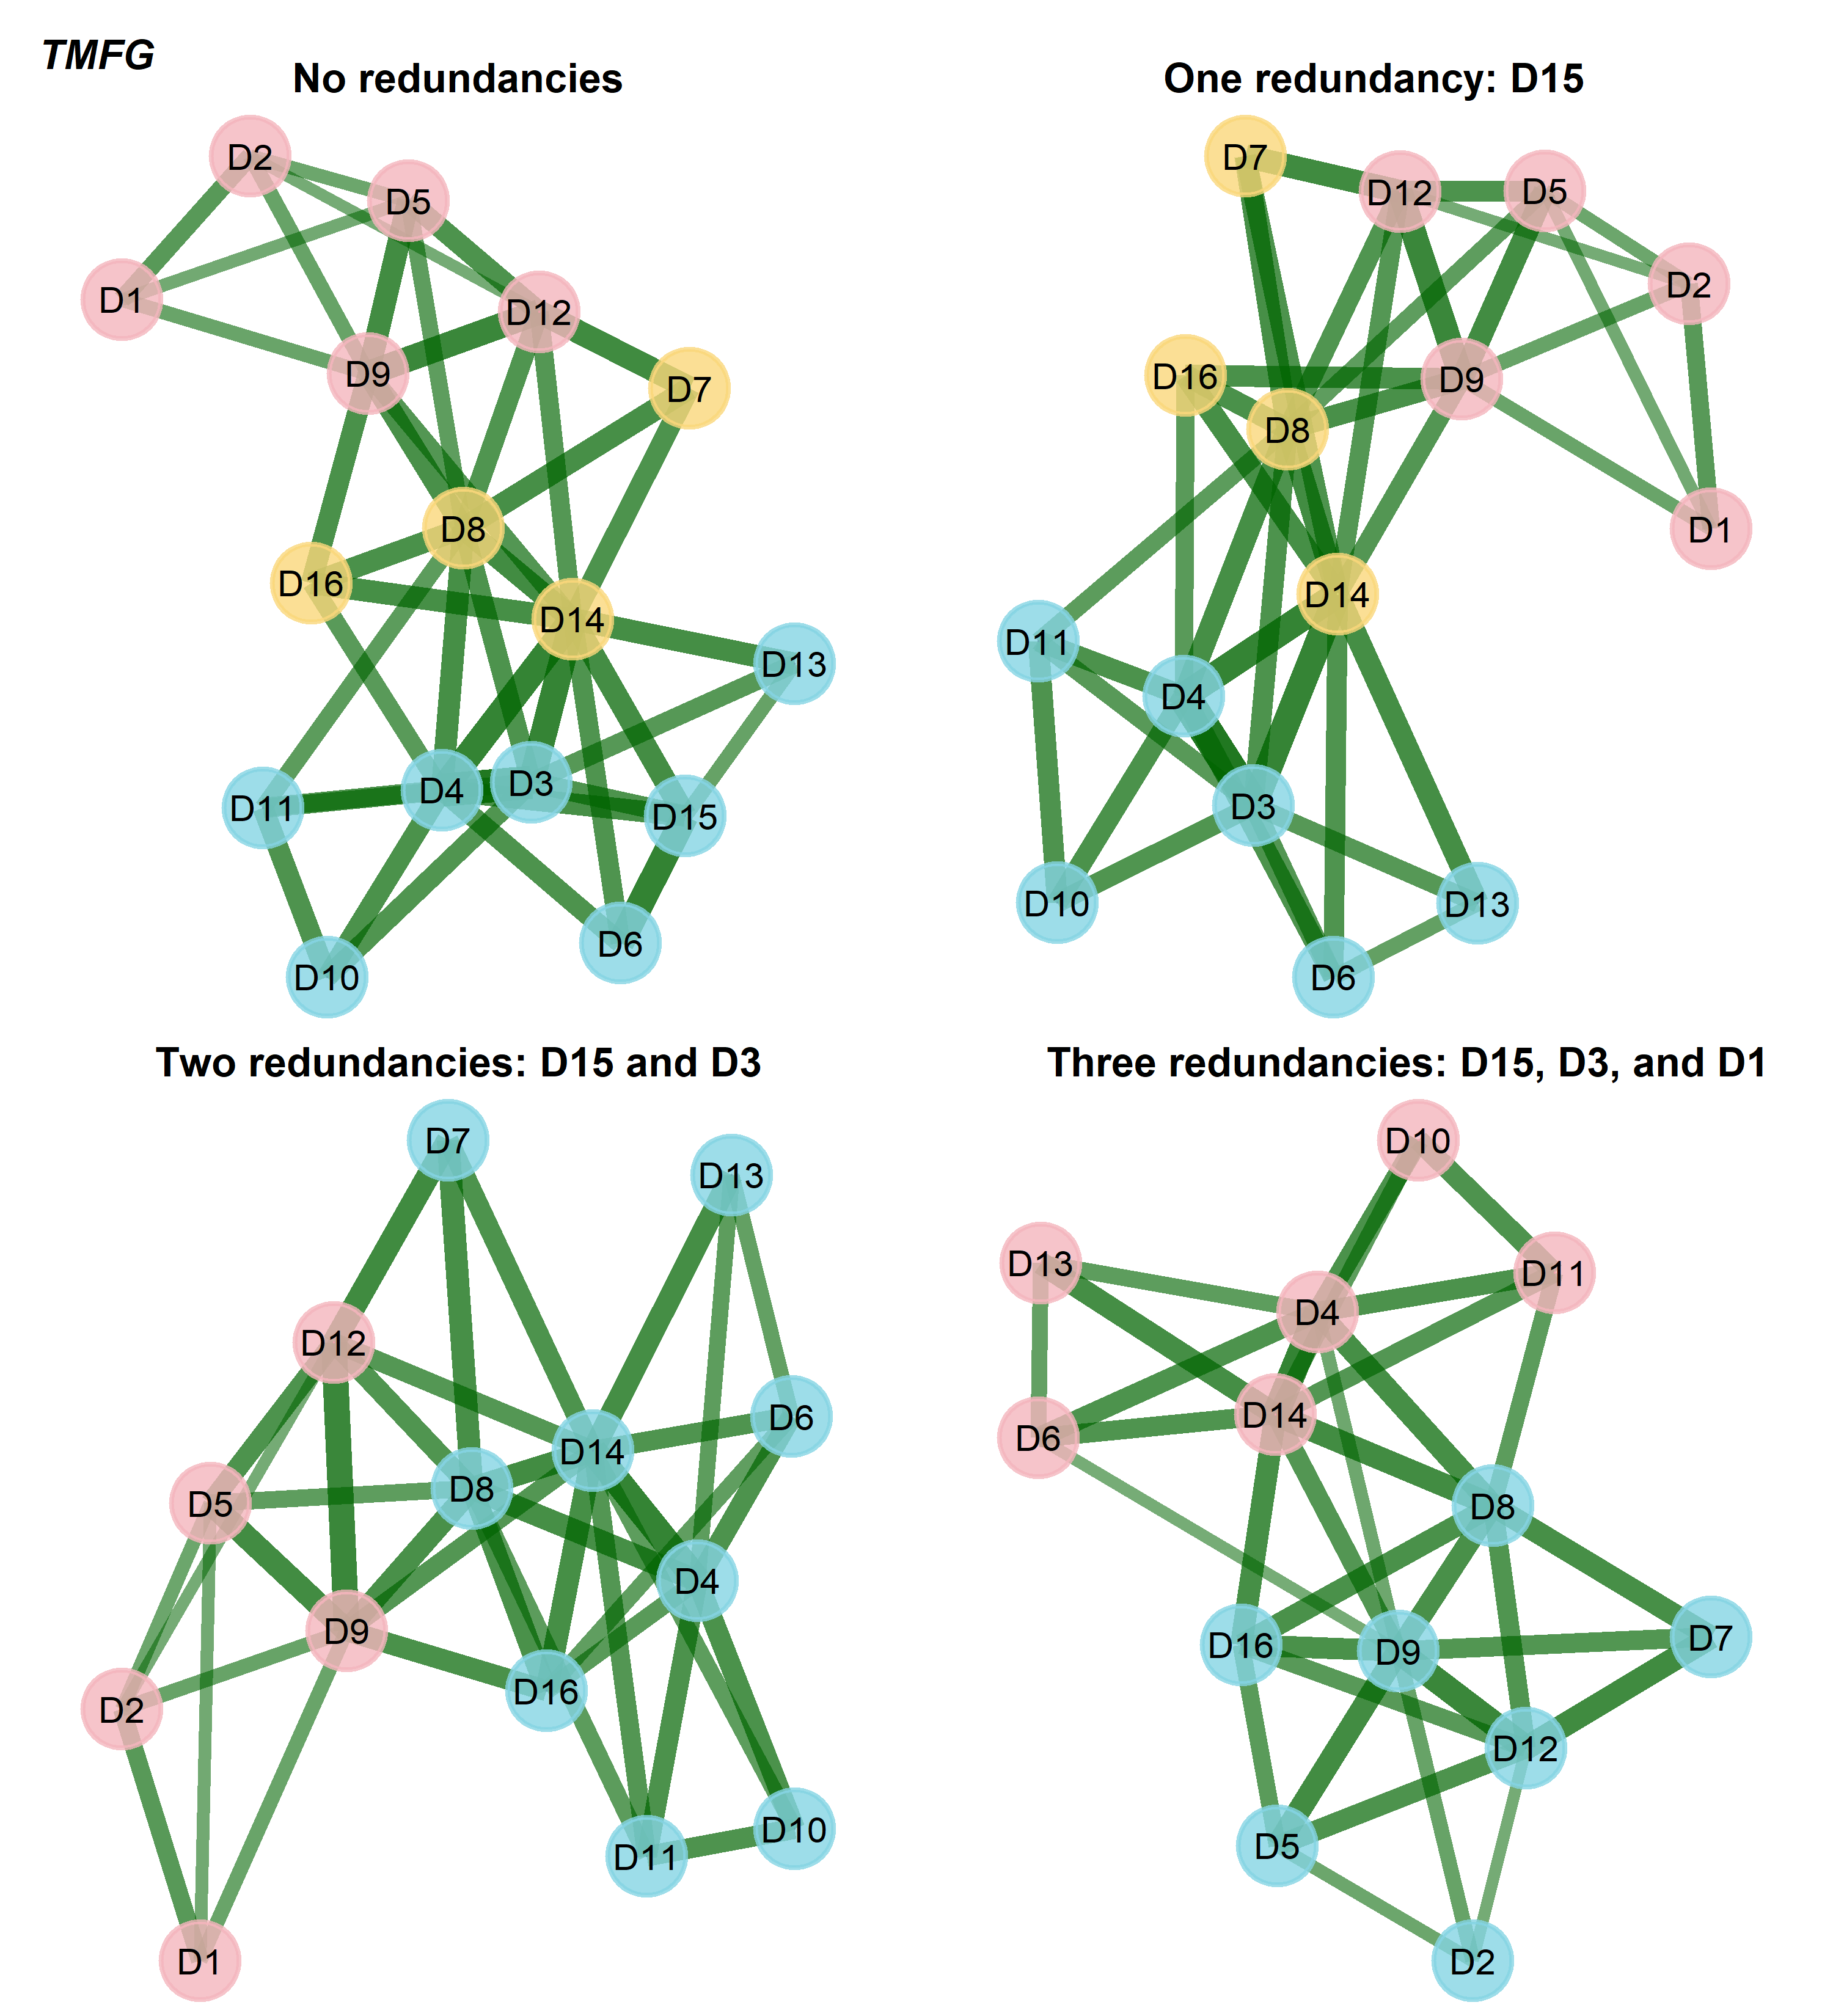 TMFG
No redundancies
D2
D5
D1
D12
D9
D7
D8
D16
D14
D13
D4
D3
D11
D15
D6
D10
One redundancy: D15
D7
D12
D5
D2
D16
D9
D8
D1
D14
D11
D4
D3
D10
D13
D6
Two redundancies: D15 and D3
D7
D13
D12
D6
D14
D8
D5
D4
D9
D16
D2
D10
D11
D1
Three redundancies: D15, D3, and D1
D10
D13
D11
D4
D14
D6
D8
D7
D16
D9
D12
D5
D2